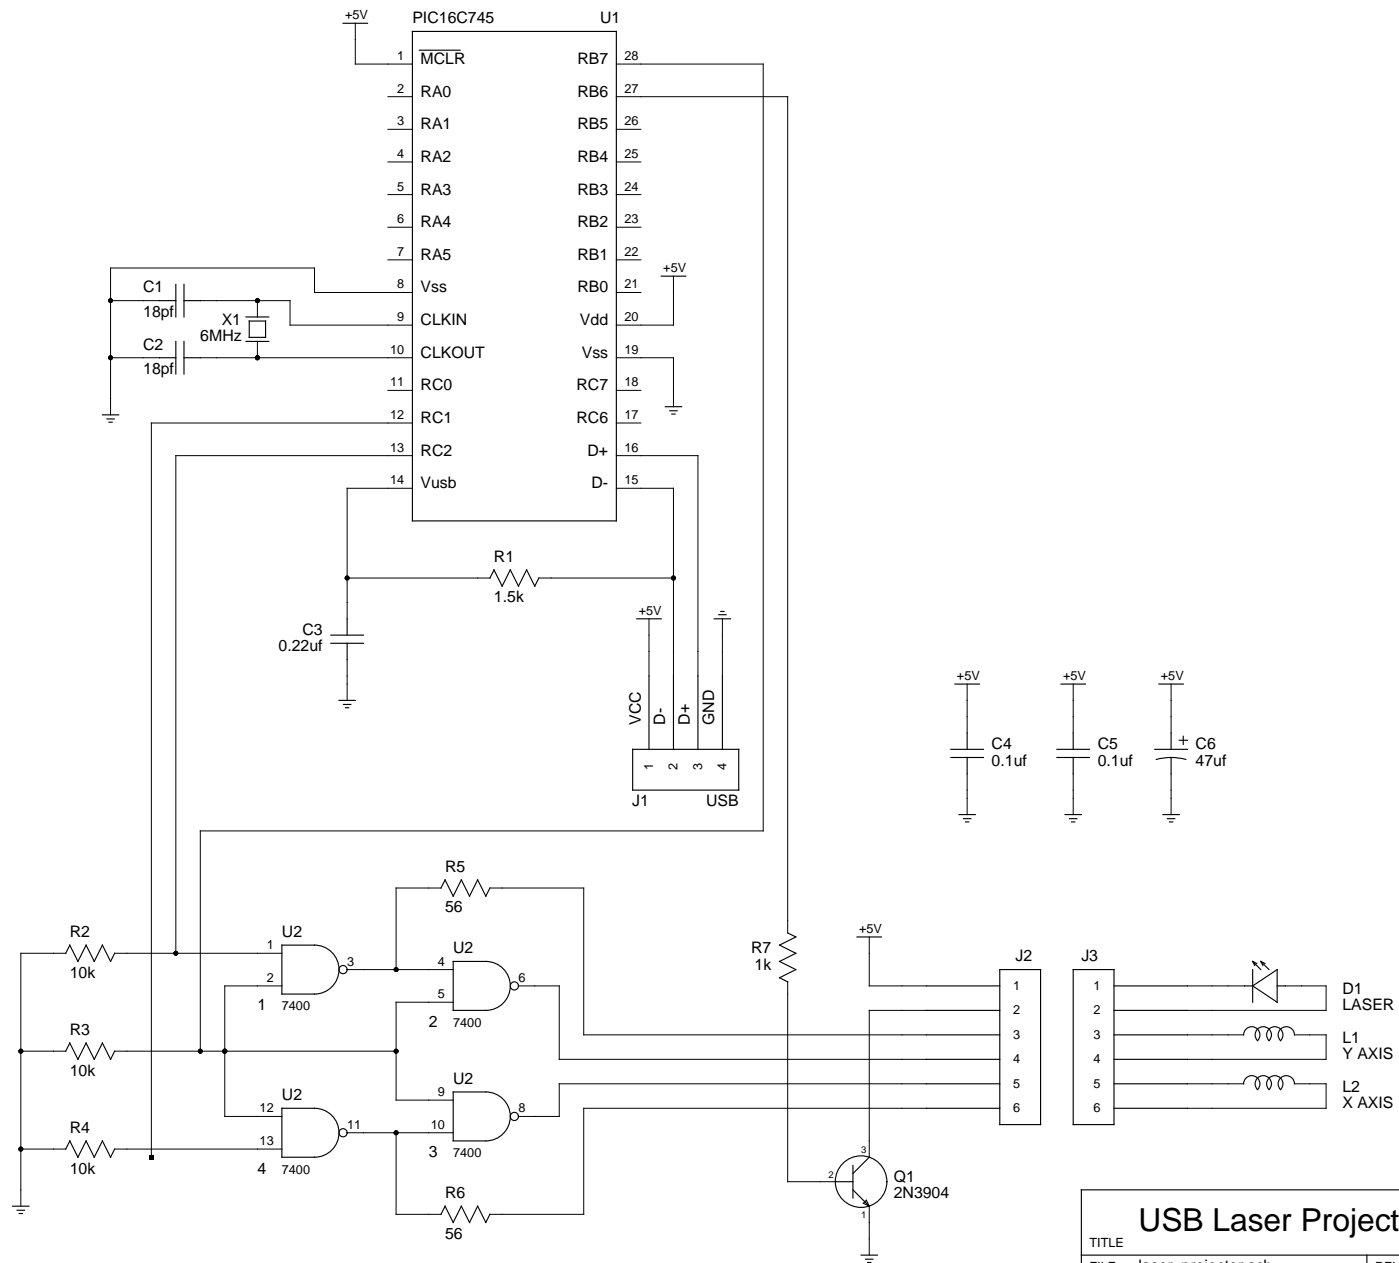 +5V
PIC16C745 U1
1 MCLR RB7 28
2 RA0 RB6 27
3 RA1 RB5 26
4 RA2 RB4 25
5 RA3 RB3 24
6 RA4 RB2 23
7 RA5 RB1 22
+5V
8 Vss RB0 21
C1
18pf
9 CLKIN Vdd 20
X1
6MHz
10 CLKOUT Vss 19
C2
18pf
11 RC0 RC7 18
12 RC1 RC6 17
13 RC2 D+ 16
14 Vusb D- 15
R1
1.5k
+5V
C3
0.22uf
VCC
D-
D+
GND
1 2 3 4
J1 USB
+5V +5V +5V
C4
0.1uf
C5
0.1uf
+ C6
47uf
R5
56
R2
10k
U2
1
2
3
1 7400
U2
4
5
6
2 7400
R7
1k
+5V
R3
10k
U2
12
13
11
4 7400
U2
9
10
8
3 7400
R4
10k
R6
56
J2
1
2
3
4
5
6
J3
1
2
3
4
5
6
D1
LASER
L1
Y AXIS
L2
X AXIS
3
2
1
Q1
2N3904
USB Laser Project
TITLE